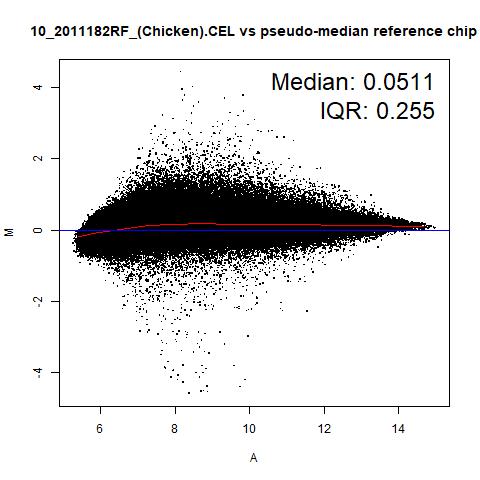 10_2011182RF_(Chicken).CEL vs pseudo-median reference chip
Median: 0.0511
IQR: 0.255
4
2
0
-2
-4
M
6 8 10 12 14
A